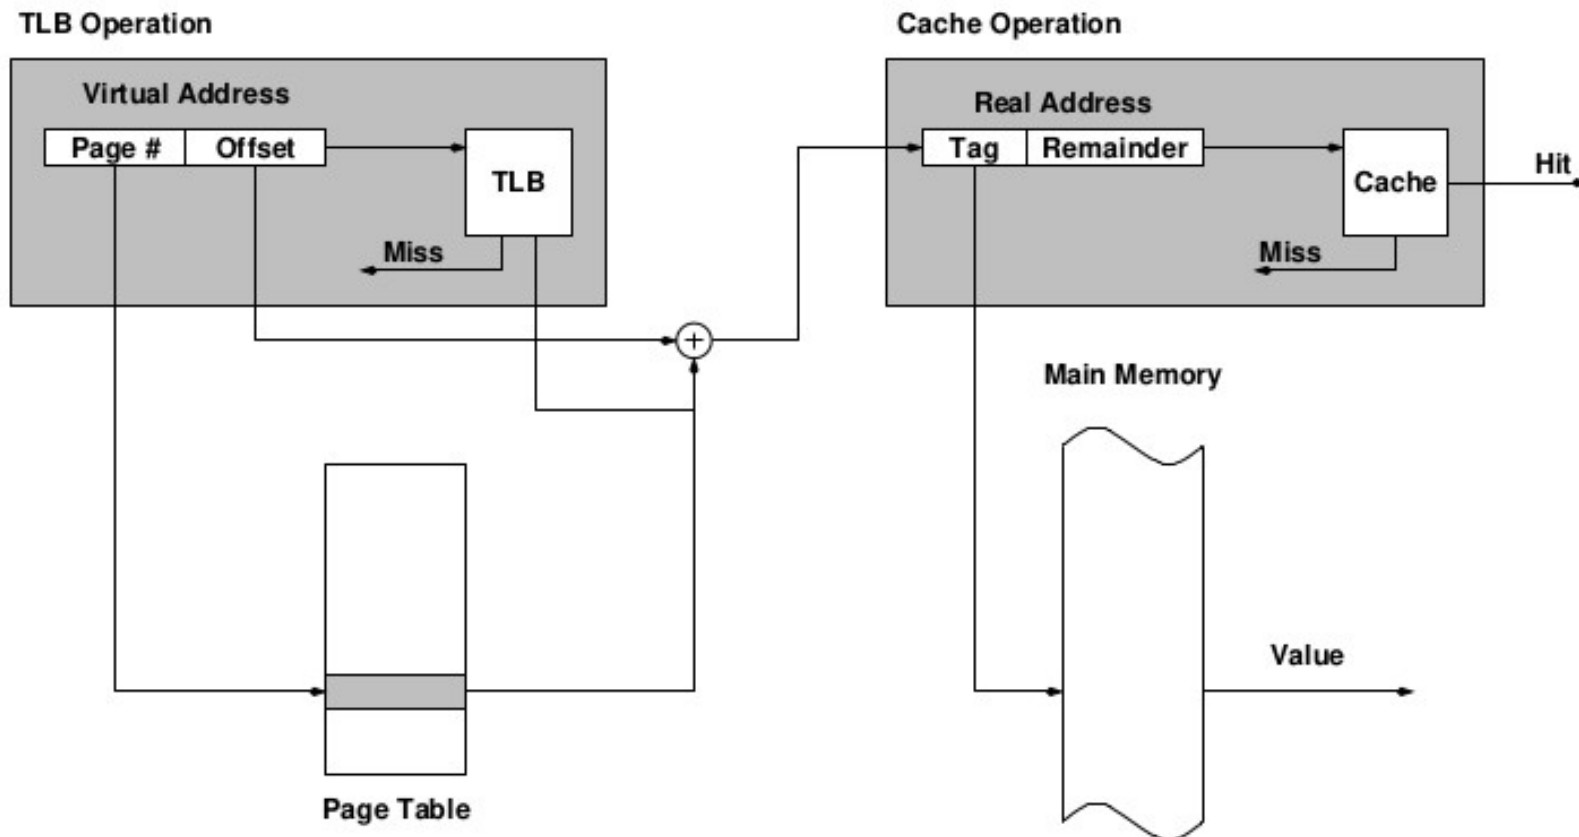 TLB Operation
Virtual Address
Page # Offset
TLB
Miss
Cache Operation
Real Address
Tag Remainder
Cache
Hit
Miss
+
Main Memory
Value
Page Table